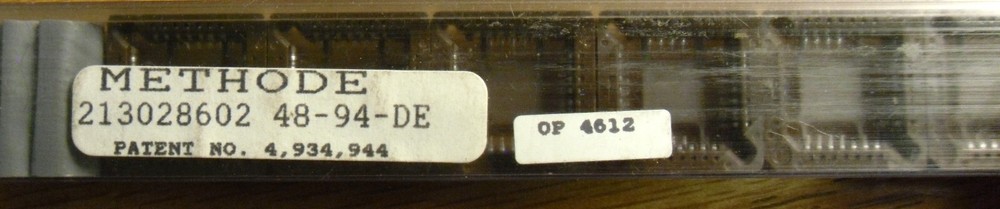 METHODE
213028602 48-94-DE
PATENT NO. 4,934,944
OP 4612